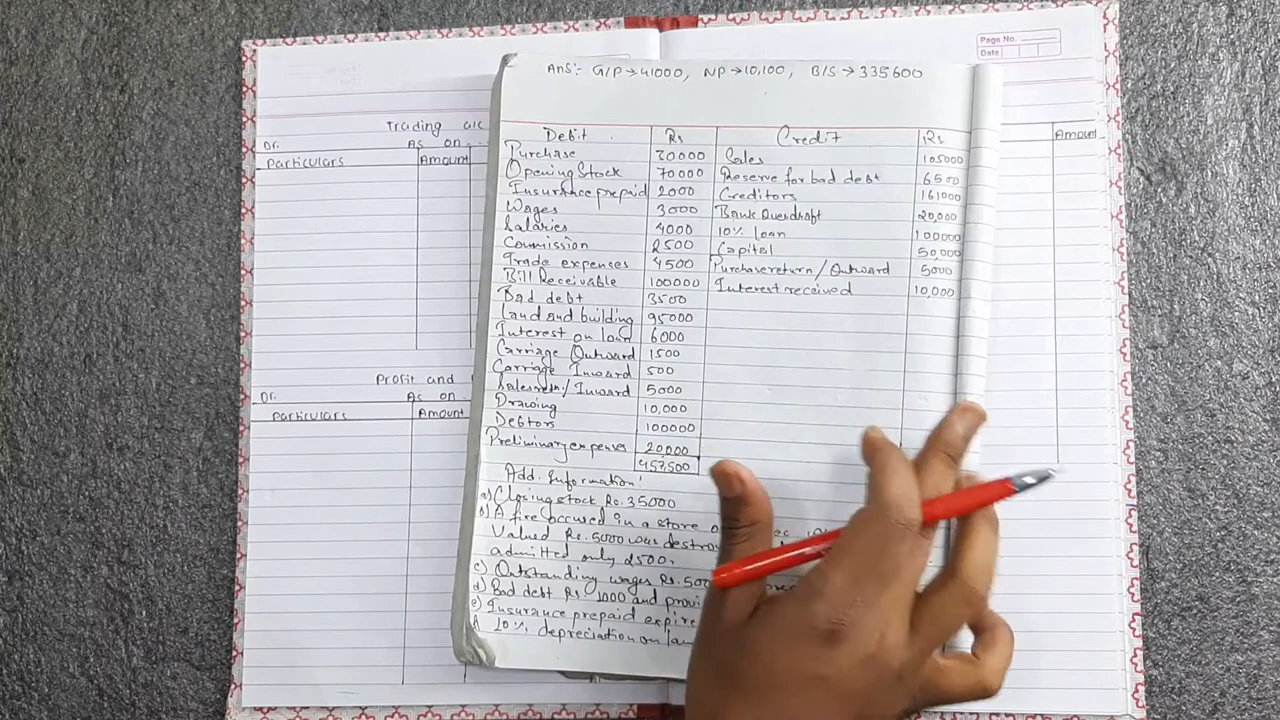 Page No.
Date
Ans:- G/P → 41000, NP → 10,100, B/S → 335600
Trading a/c
Dr. As on...
Particulars Amount
Amount
Debit Rs Credit Rs
Purchase 30000 Sales 105000
Opening Stock 70000 Reserve for bad debt 6500
Insurance prepaid 2000 Creditors 161000
Wages 3000 Bank Overdraft 20,000
Salaries 4000 10% loan 100000
Commission 2500 Capital 50,000
Trade expenses 4500 Purchase return / Outward 5000
Bill Receivable 100000 Interest received 10,000
Bad debt 3500
Land and building 95000
Interest on loan 6000
Carriage Outward 1500
Carriage Inward 500
/ Inward 5000
Drawing 10,000
Debtors 100000
Preliminary expenses 20,000
457,500
Profit and
Dr. As on...
Particulars Amount
Add. Information!
a) Closing stock Rs. 35000
b) A fire occured in a store
Valued Rs. 5000 was destroy
admitted only 2500.
c) Outstanding wages Rs. 500
d) Bad debt Rs 1000 and provi
e) Insurance prepaid expire
f) 10% depreciation on lan